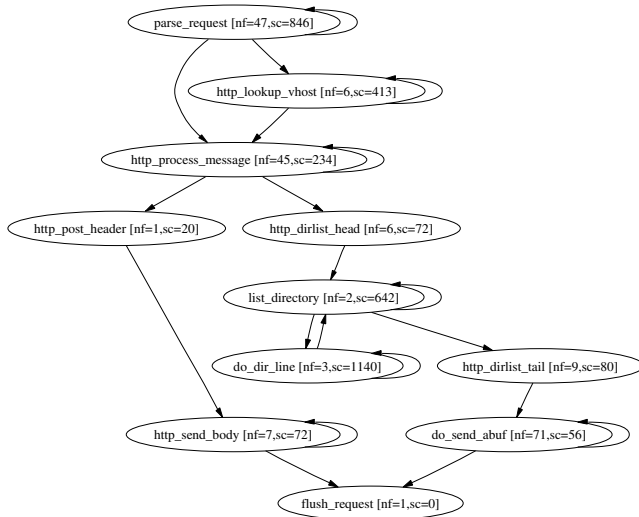 parse_request [nf=47,sc=846]
http_lookup_vhost [nf=6,sc=413]
http_process_message [nf=45,sc=234]
http_post_header [nf=1,sc=20]
http_dirlist_head [nf=6,sc=72]
list_directory [nf=2,sc=642]
do_dir_line [nf=3,sc=1140]
http_dirlist_tail [nf=9,sc=80]
http_send_body [nf=7,sc=72]
do_send_abuf [nf=71,sc=56]
flush_request [nf=1,sc=0]